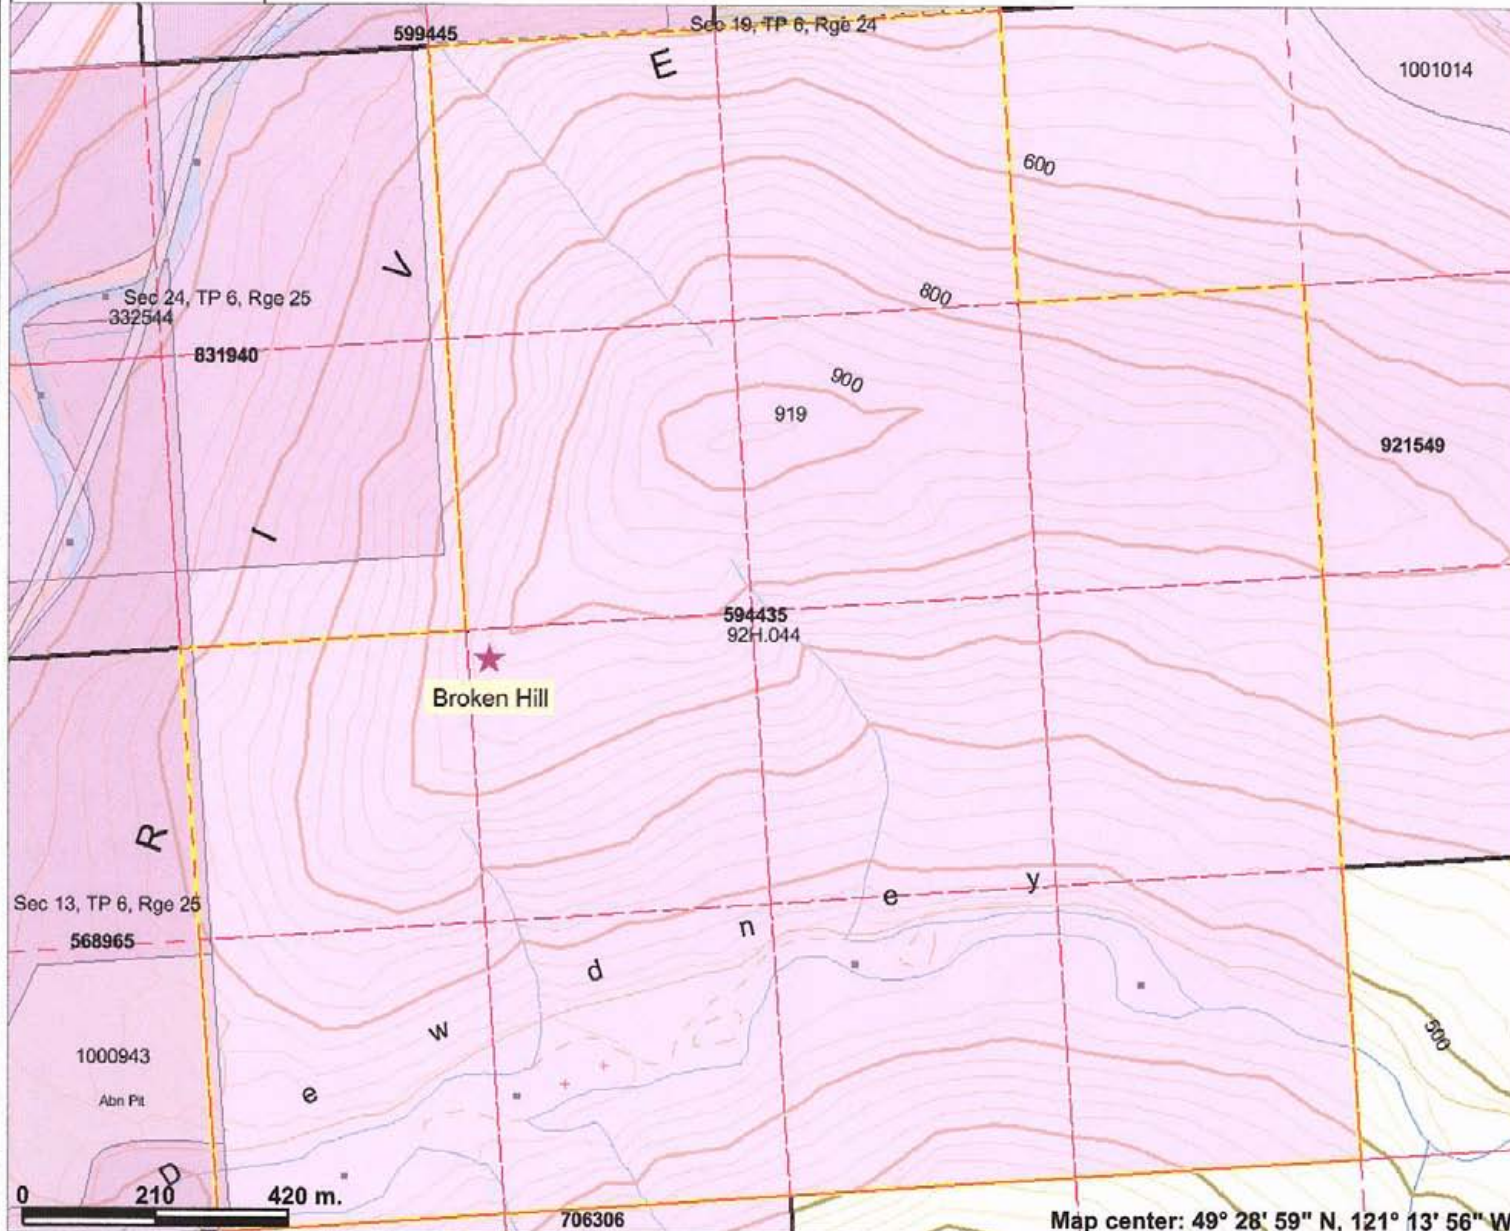 599445
Sec 19, TP 6, Rge 24
E
1001014
600
V
Sec 24, TP 6, Rge 25
332544
800
831940
900
919
921549
I
594435
92H.044
Broken Hill
R
Sec 13, TP 6, Rge 25
568965
D e w d n e y
500
1000943
Abn Pit
0 210 420 m.
706306
Map center: 49° 28' 59" N, 121° 13' 56" W